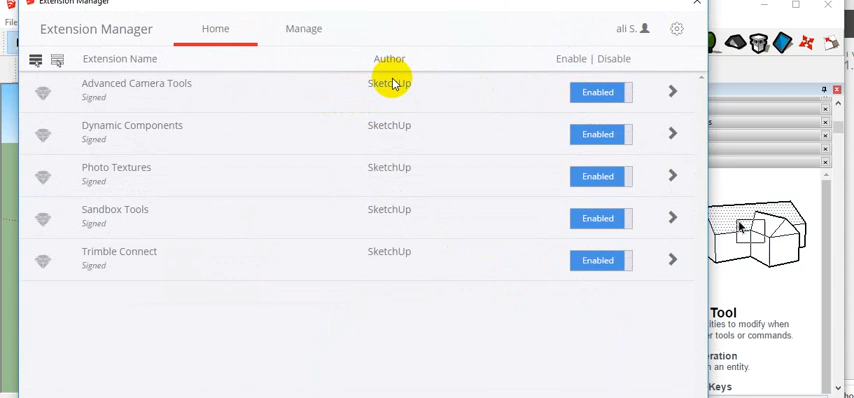 Extension Manager
File
Extension Manager Home Manage ali S.
Extension Name Author Enable | Disable
Advanced Camera Tools SketchUp Enabled
Signed
Dynamic Components SketchUp Enabled
Signed
Photo Textures SketchUp Enabled
Signed
Sandbox Tools SketchUp Enabled
Signed
Trimble Connect SketchUp Enabled
Signed
Tool
ities to modify when
er tools or commands.
eration
n an entity.
Keys